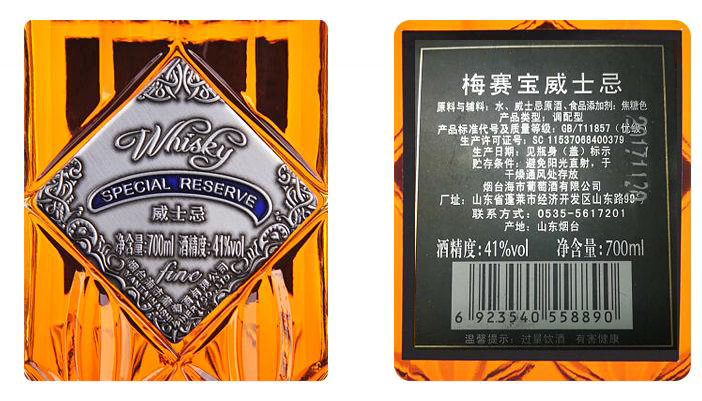 Whisky
SPECIAL RESERVE
威士忌
净含量:700ml 酒精度:41%vol
fine
梅赛宝威士忌
原料与辅料：水、威士忌原酒、食品添加剂：焦糖色
产品类型：调配型
产品标准代号及质量等级：GB/T11857（优级）
生产许可证号：SC 11537068400379
生产日期：见瓶身（盖）标示
贮存条件：避免阳光直射，于
干燥通风处存放
烟台海市葡萄酒有限公司
厂址：山东省蓬莱市经济开发区山东路
联系方式：0535-5617201
产地：山东烟台
酒精度:41%vol 净含量:700ml
6 923540 558890
温馨提示：过量饮酒 有害健康